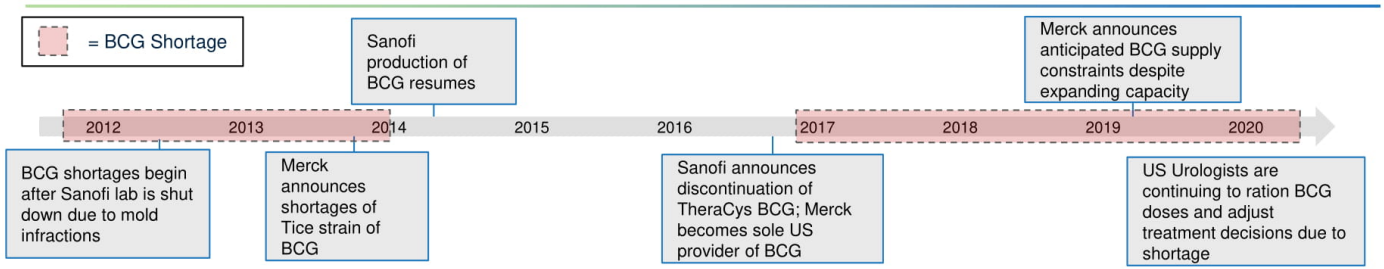 = BCG Shortage
Sanofi
production of
BCG resumes
Merck announces
anticipated BCG supply
constraints despite
expanding capacity
2012 2013 2014 2015 2016 2017 2018 2019 2020
BCG shortages begin
after Sanofi lab is shut
down due to mold
infractions
Merck
announces
shortages of
Tice strain of
BCG
Sanofi announces
discontinuation of
TheraCys BCG; Merck
becomes sole US
provider of BCG
US Urologists are
continuing to ration BCG
doses and adjust
treatment decisions due to
shortage